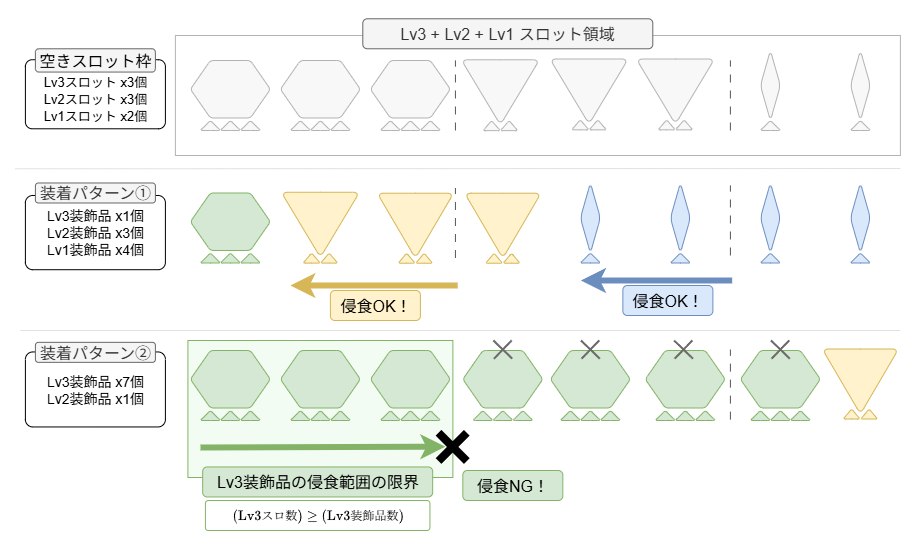 Lv3 + Lv2 + Lv1 スロット領域
空きスロット枠
Lv3スロット x3個
Lv2スロット x3個
Lv1スロット x2個
装着パターン①
Lv3装飾品 x1個
Lv2装飾品 x3個
Lv1装飾品 x4個
侵食OK！
侵食OK！
装着パターン②
Lv3装飾品 x7個
Lv2装飾品 x1個
Lv3装飾品の侵食範囲の限界
侵食NG！
(Lv3スロ数) ≥ (Lv3装飾品数)